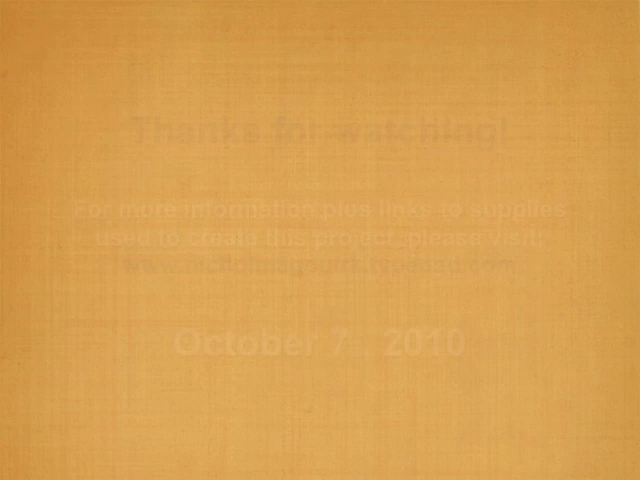 Thanks for watching!
For more information plus links to supplies
used to create this project, please visit:
October 7, 2010